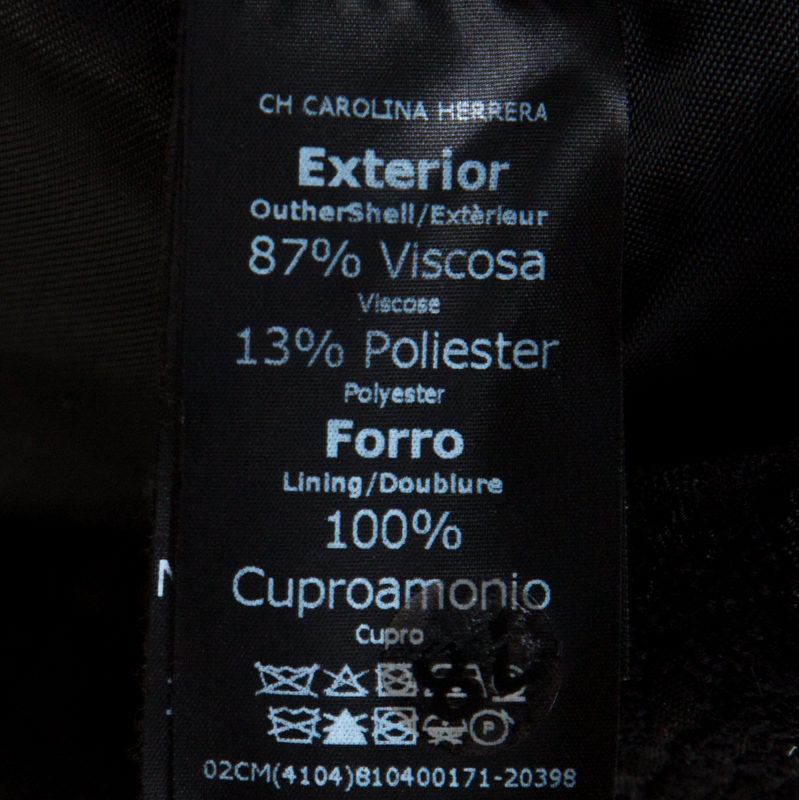 CH CAROLINA HERRERA
Exterior
OutherShell/Extèrieur
87% Viscosa
Viscose
13% Poliester
Polyester
Forro
Lining/Doublure
100%
Cuproamonio
Cupro
P
02CM(4104)810400171-20398